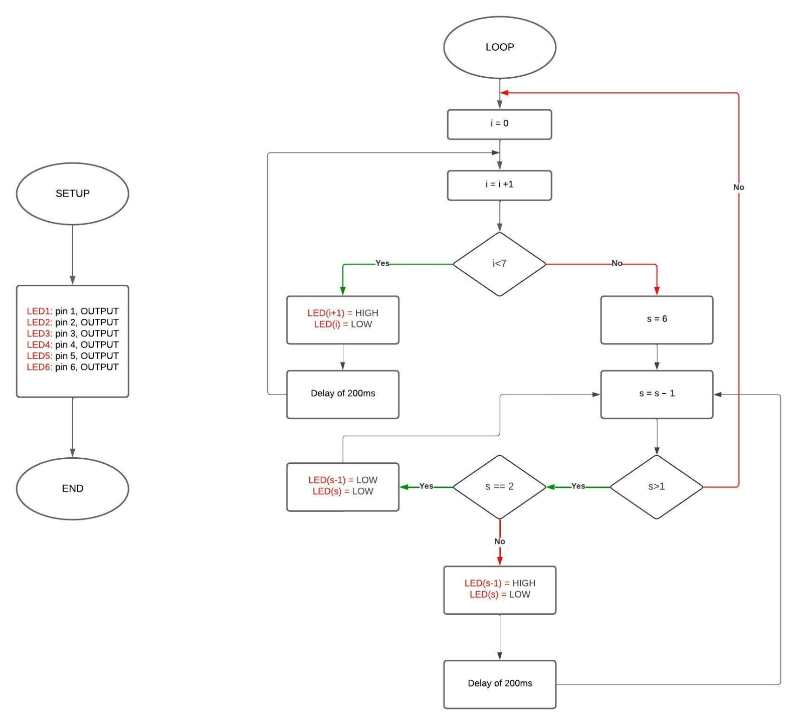 SETUP
LED1: pin 1, OUTPUT
LED2: pin 2, OUTPUT
LED3: pin 3, OUTPUT
LED4: pin 4, OUTPUT
LED5: pin 5, OUTPUT
LED6: pin 6, OUTPUT
END
LOOP
i = 0
i = i +1
i<7
Yes
No
LED(i+1) = HIGH
LED(i) = LOW
Delay of 200ms
s = 6
s = s - 1
s>1
No
Yes
s == 2
Yes
LED(s-1) = LOW
LED(s) = LOW
No
LED(s-1) = HIGH
LED(s) = LOW
Delay of 200ms